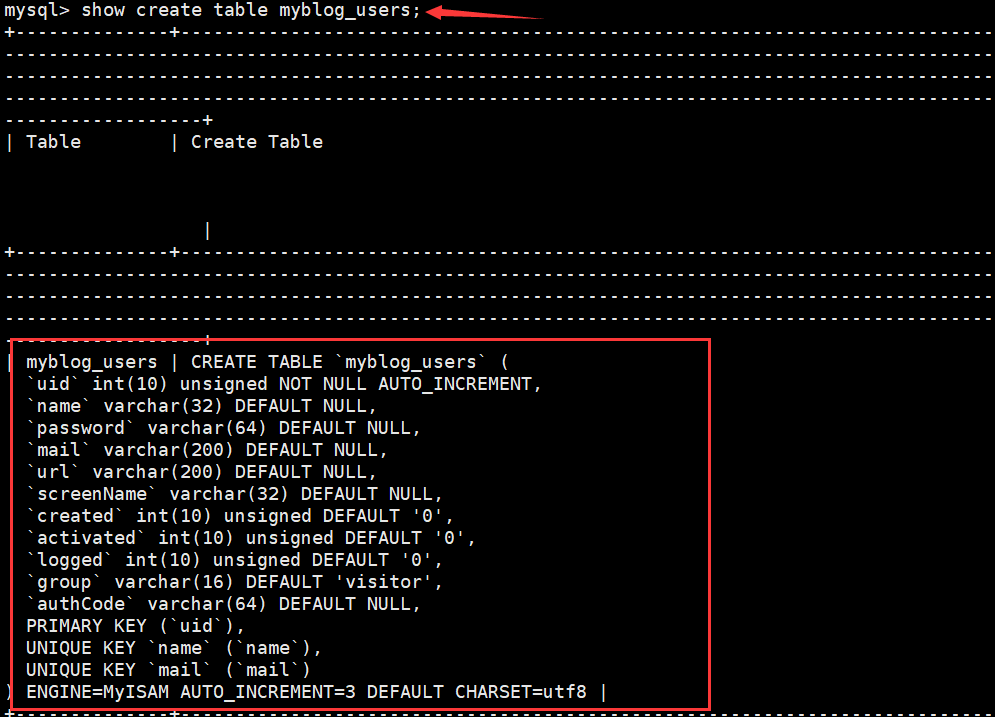 mysql> show create table myblog_users;
+--------------+--------------------------------------------------------------------------
------------------------------------------------------------------------------------------
------------------------------------------------------------------------------------------
------------------------------------------------------------------------------------------
------------------+
| Table        | Create Table
|
+--------------+--------------------------------------------------------------------------
------------------------------------------------------------------------------------------
------------------------------------------------------------------------------------------
------------------------------------------------------------------------------------------
------------------+
| myblog_users | CREATE TABLE `myblog_users` (
`uid` int(10) unsigned NOT NULL AUTO_INCREMENT,
`name` varchar(32) DEFAULT NULL,
`password` varchar(64) DEFAULT NULL,
`mail` varchar(200) DEFAULT NULL,
`url` varchar(200) DEFAULT NULL,
`screenName` varchar(32) DEFAULT NULL,
`created` int(10) unsigned DEFAULT '0',
`activated` int(10) unsigned DEFAULT '0',
`logged` int(10) unsigned DEFAULT '0',
`group` varchar(16) DEFAULT 'visitor',
`authCode` varchar(64) DEFAULT NULL,
PRIMARY KEY (`uid`),
UNIQUE KEY `name` (`name`),
UNIQUE KEY `mail` (`mail`)
) ENGINE=MyISAM AUTO_INCREMENT=3 DEFAULT CHARSET=utf8 |
+--------------+--------------------------------------------------------------------------